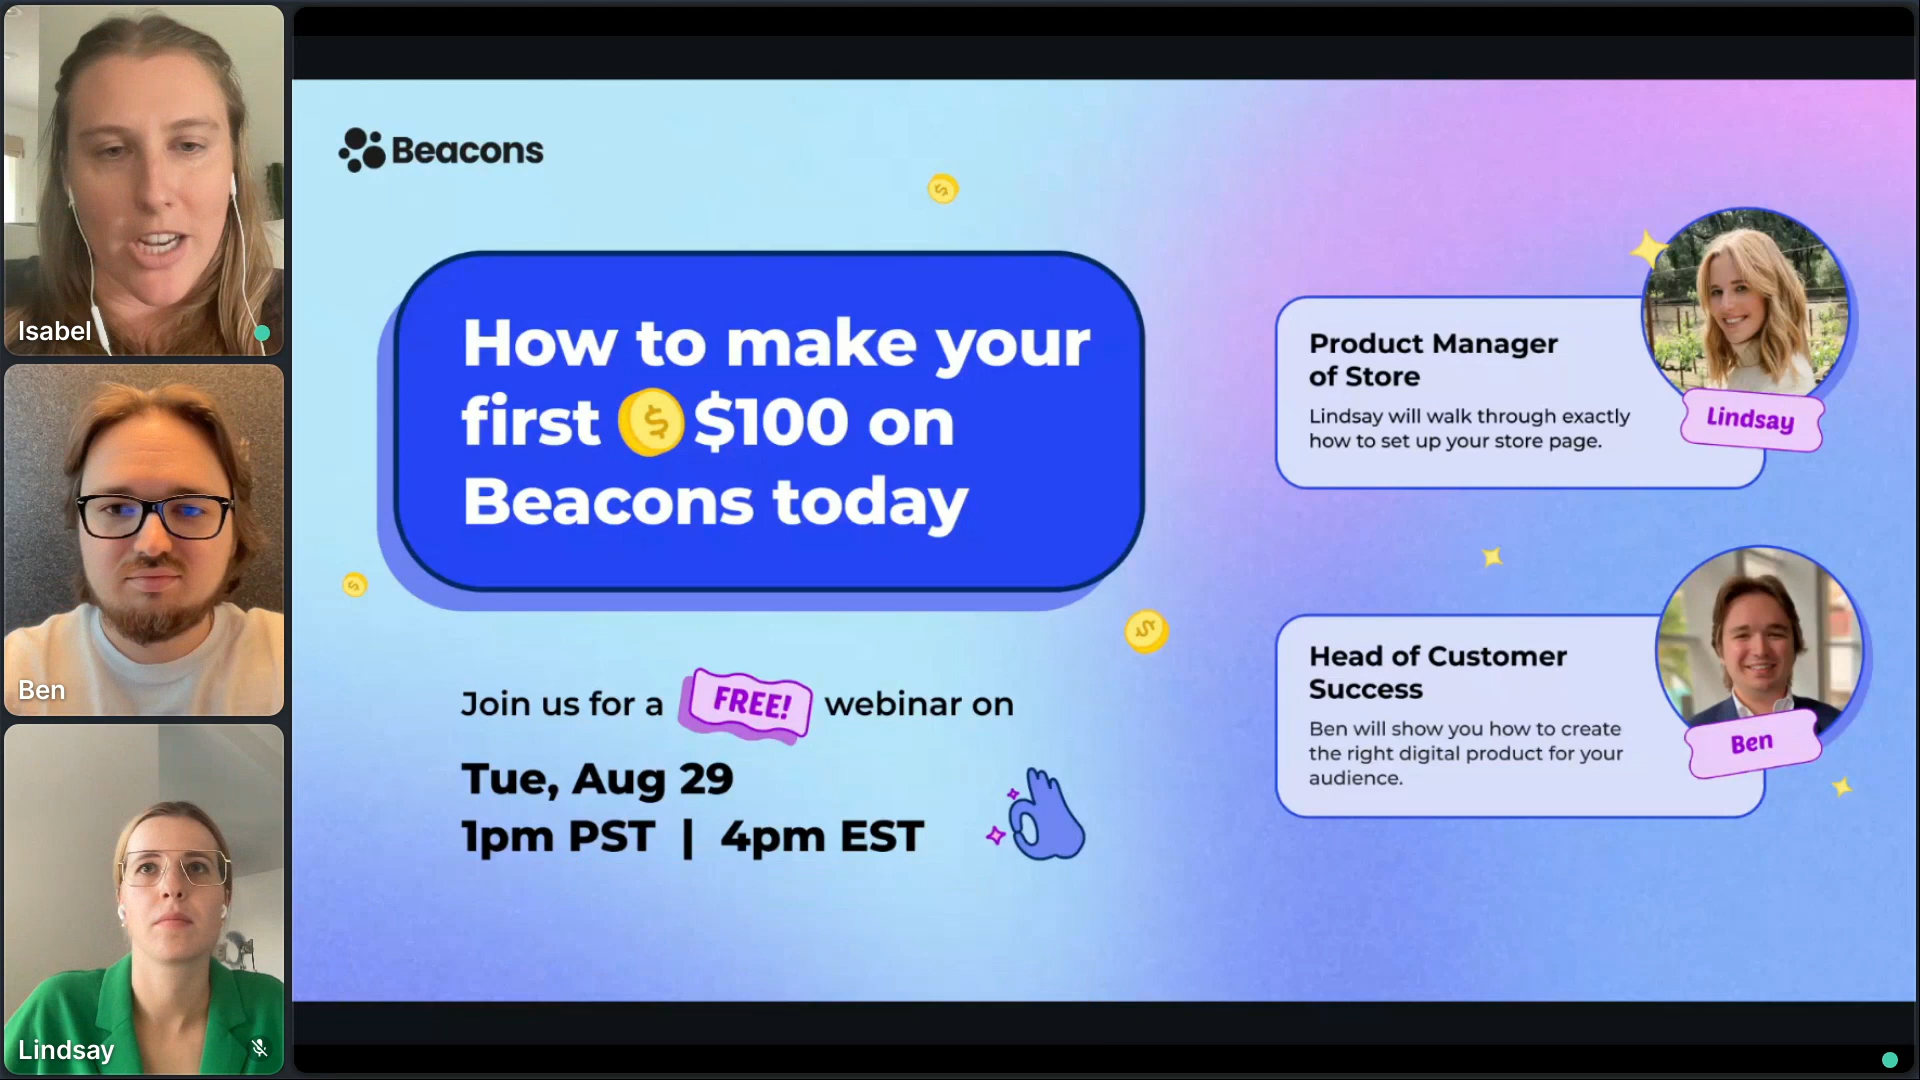 Isabel
Ben
Lindsay
Beacons
How to make your
first $100 on
Beacons today
Join us for a FREE! webinar on
Tue, Aug 29
1pm PST | 4pm EST
Product Manager
of Store
Lindsay will walk through exactly
how to set up your store page.
Lindsay
Head of Customer
Success
Ben will show you how to create
the right digital product for your
audience.
Ben